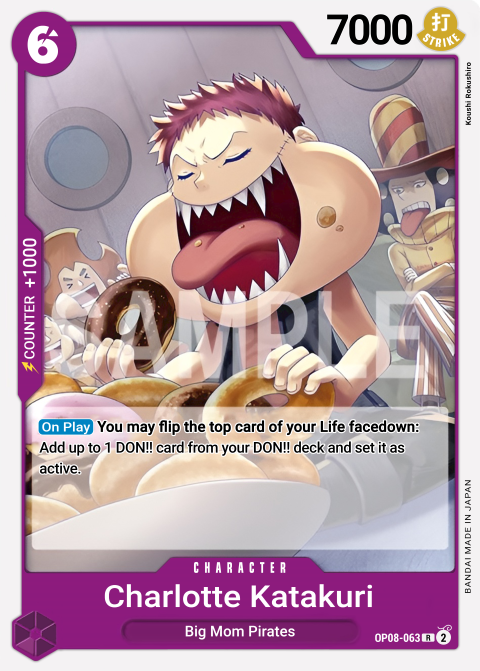 6
7000
打
STRIKE
Koushi Rokushiro
COUNTER +1000
SAMPLE
On Play You may flip the top card of your Life facedown:
Add up to 1 DON!! card from your DON!! deck and set it as
active.
BANDAI MADE IN JAPAN
CHARACTER
Charlotte Katakuri
Big Mom Pirates
OP08-063 R 2